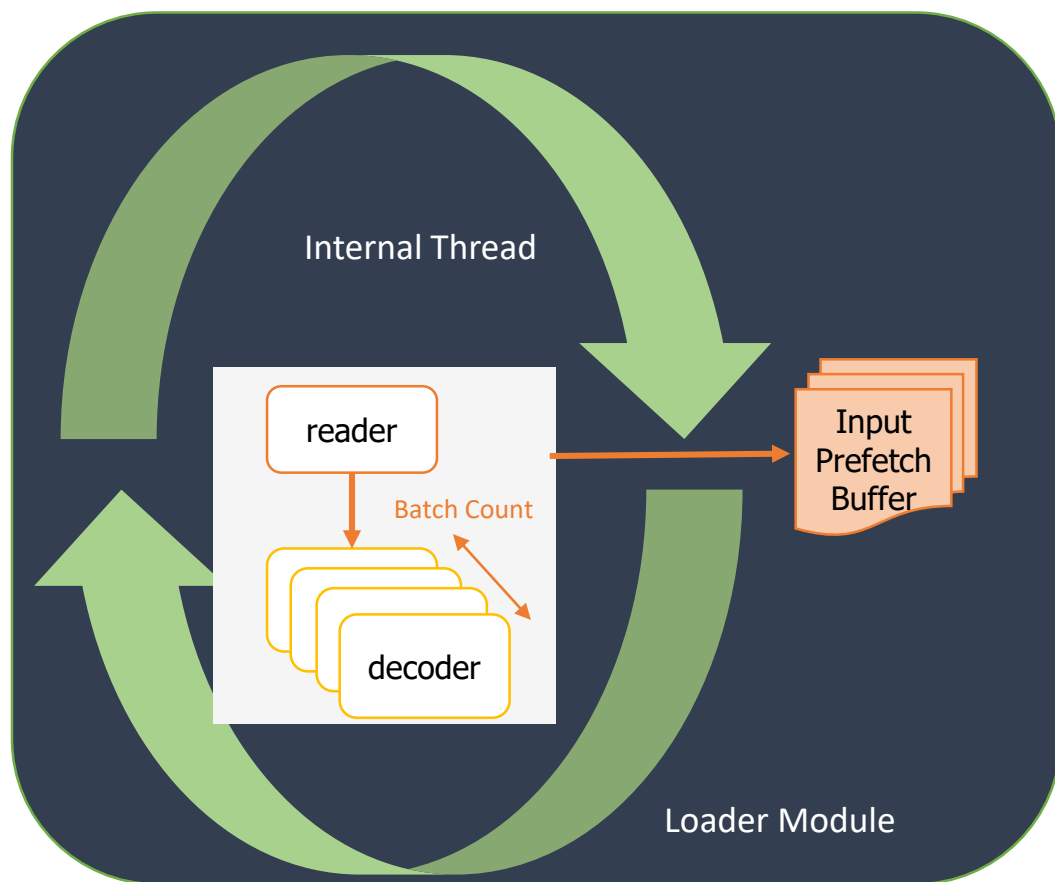 Internal Thread
reader
Input
Prefetch
Buffer
Batch Count
decoder
Loader Module